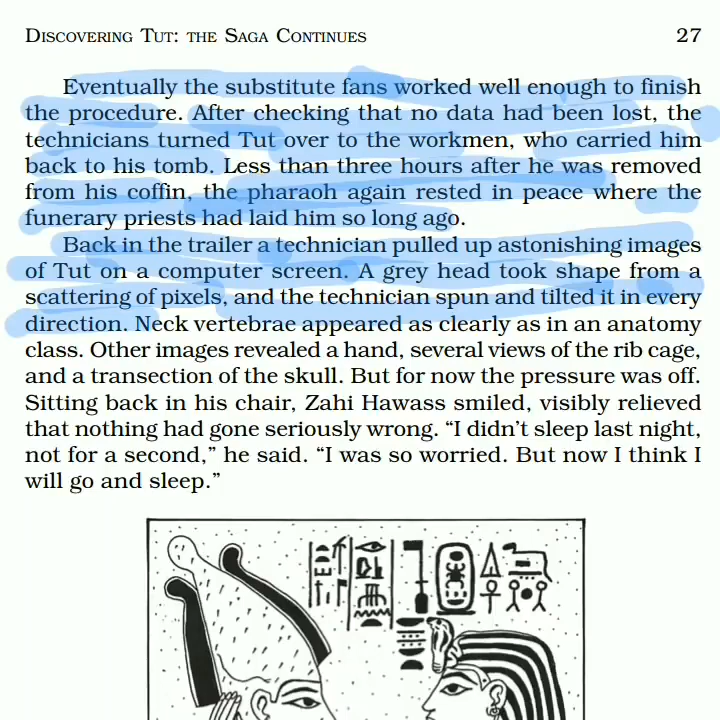 DISCOVERING TUT: THE SAGA CONTINUES 27
Eventually the substitute fans worked well enough to finish
the procedure. After checking that no data had been lost, the
technicians turned Tut over to the workmen, who carried him
back to his tomb. Less than three hours after he was removed
from his coffin, the pharaoh again rested in peace where the
funerary priests had laid him so long ago.
Back in the trailer a technician pulled up astonishing images
of Tut on a computer screen. A grey head took shape from a
scattering of pixels, and the technician spun and tilted it in every
direction. Neck vertebrae appeared as clearly as in an anatomy
class. Other images revealed a hand, several views of the rib cage,
and a transection of the skull. But for now the pressure was off.
Sitting back in his chair, Zahi Hawass smiled, visibly relieved
that nothing had gone seriously wrong. “I didn’t sleep last night,
not for a second,” he said. “I was so worried. But now I think I
will go and sleep.”